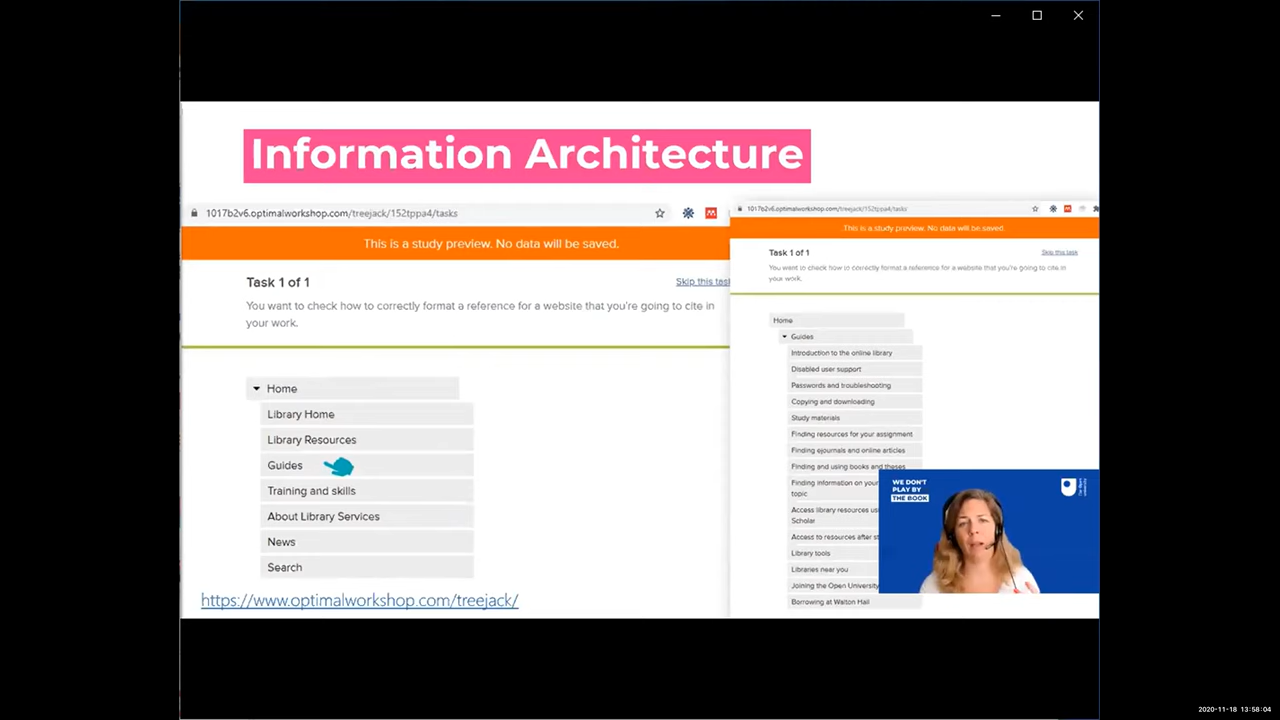 Information Architecture
1017b2v6.optimalworkshop.com/treejack/152tppa4/tasks
This is a study preview. No data will be saved.
Task 1 of 1
Skip this task
You want to check how to correctly format a reference for a website that you're going to cite in
your work.
Home
Library Home
Library Resources
Guides
Training and skills
About Library Services
News
Search
https://www.optimalworkshop.com/treejack/
1017b2v6.optimalworkshop.com/treejack/152tppa4/tasks
This is a study preview. No data will be saved.
Task 1 of 1
Skip this task
You want to check how to correctly format a reference for a website that you're going to cite in
your work.
Home
Guides
Introduction to the online library
Disabled user support
Passwords and troubleshooting
Copying and downloading
Study materials
Finding resources for your assignment
Finding ejournals and online articles
Finding and using books and theses
Finding information on your
topic
Access library resources
Scholar
Access to resources after
Library tools
Libraries near you
Joining the Open University
Borrowing at Walton Hall
WE DON'T
PLAY BY
THE BOOK
The Open
University
2020-11-18 13:58:04